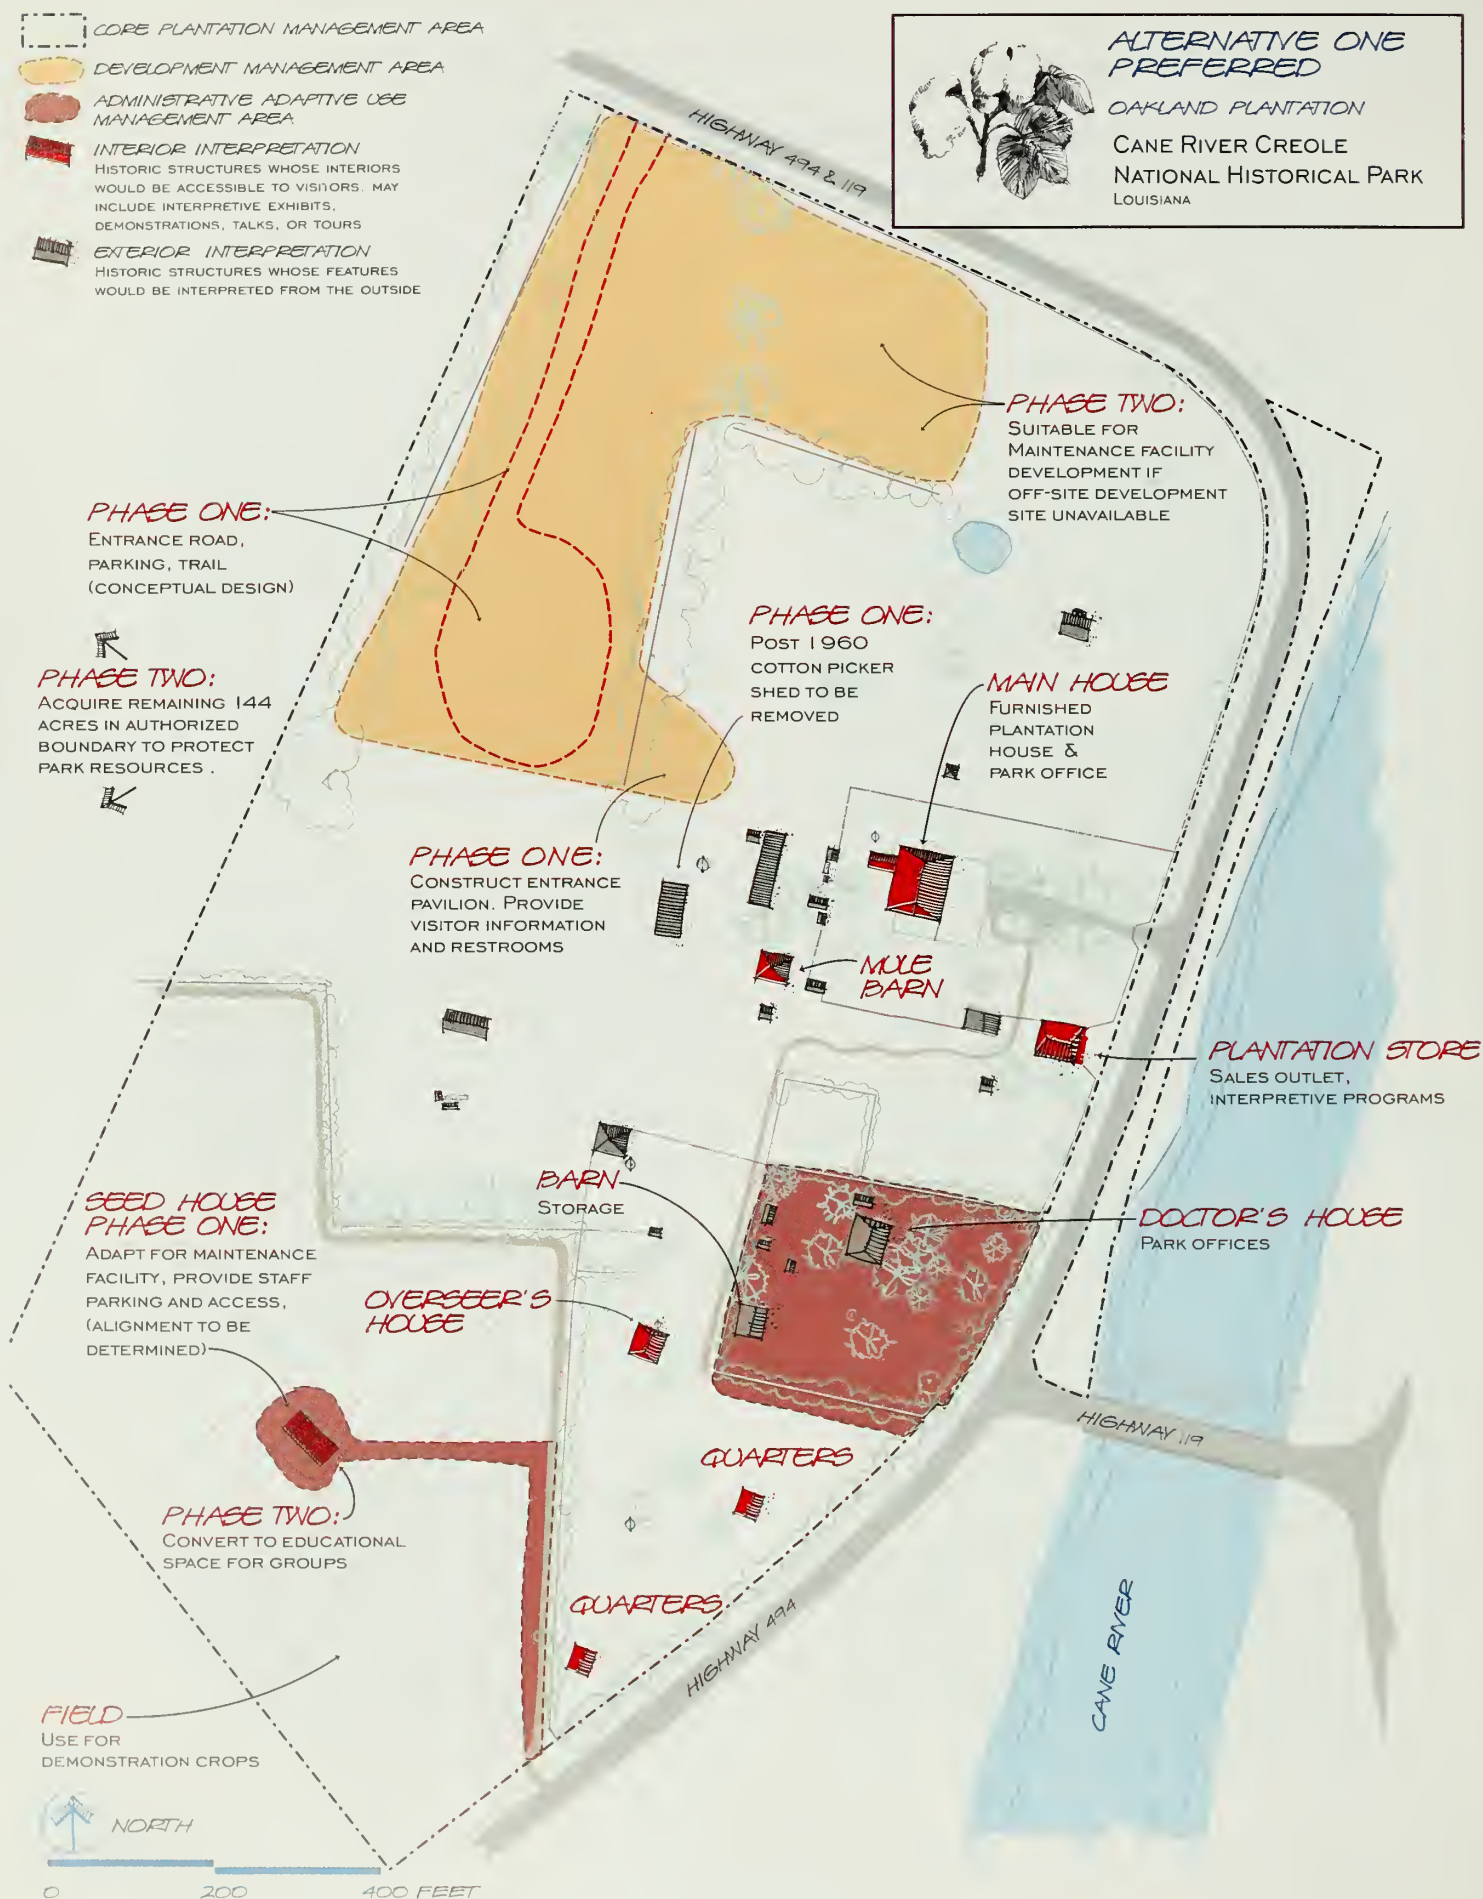 CORE PLANTATION MANAGEMENT AREA
DEVELOPMENT MANAGEMENT AREA
ADMINISTRATIVE ADAPTIVE USE
MANAGEMENT AREA
INTERIOR INTERPRETATION
HISTORIC STRUCTURES WHOSE INTERIORS
WOULD BE ACCESSIBLE TO VISITORS. MAY
INCLUDE INTERPRETIVE EXHIBITS,
DEMONSTRATIONS, TALKS, OR TOURS
EXTERIOR INTERPRETATION
HISTORIC STRUCTURES WHOSE FEATURES
WOULD BE INTERPRETED FROM THE OUTSIDE
ALTERNATIVE ONE
PREFERRED
OAKLAND PLANTATION
CANE RIVER CREOLE
NATIONAL HISTORICAL PARK
LOUISIANA
HIGHWAY 494 & 119
PHASE TWO:
SUITABLE FOR
MAINTENANCE FACILITY
DEVELOPMENT IF
OFF-SITE DEVELOPMENT
SITE UNAVAILABLE
PHASE ONE:
ENTRANCE ROAD,
PARKING, TRAIL
(CONCEPTUAL DESIGN)
PHASE ONE:
POST 1960
COTTON PICKER
SHED TO BE
REMOVED
PHASE TWO:
ACQUIRE REMAINING 144
ACRES IN AUTHORIZED
BOUNDARY TO PROTECT
PARK RESOURCES .
MAIN HOUSE
FURNISHED
PLANTATION
HOUSE &
PARK OFFICE
PHASE ONE:
CONSTRUCT ENTRANCE
PAVILION. PROVIDE
VISITOR INFORMATION
AND RESTROOMS
MULE
BARN
PLANTATION STORE
SALES OUTLET,
INTERPRETIVE PROGRAMS
BARN
STORAGE
SEED HOUSE
PHASE ONE:
ADAPT FOR MAINTENANCE
FACILITY, PROVIDE STAFF
PARKING AND ACCESS,
(ALIGNMENT TO BE
DETERMINED)
DOCTOR'S HOUSE
PARK OFFICES
OVERSEER'S
HOUSE
HIGHWAY 119
QUARTERS
PHASE TWO:
CONVERT TO EDUCATIONAL
SPACE FOR GROUPS
QUARTERS
HIGHWAY 494
CANE RIVER
FIELD
USE FOR
DEMONSTRATION CROPS
NORTH
0 200 400 FEET